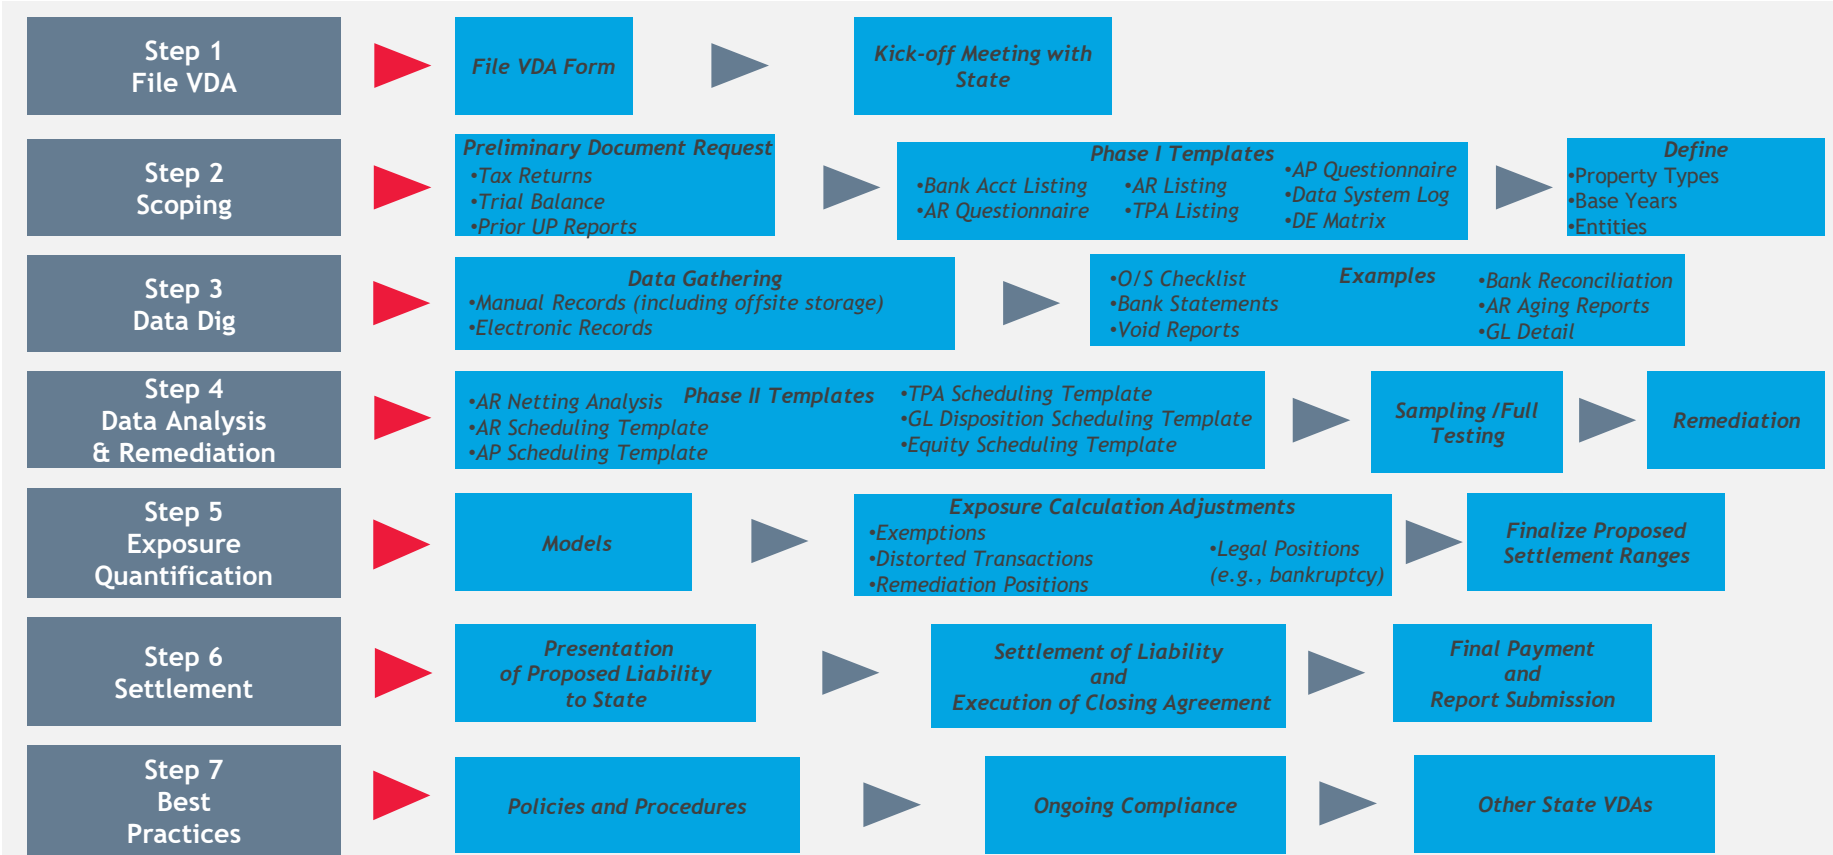 Step 1
File VDA
File VDA Form
Kick-off Meeting with
State
Step 2
Scoping
Preliminary Document Request
•Tax Returns
•Trial Balance
•Prior UP Reports
Phase I Templates
•Bank Acct Listing
•AR Questionnaire
•AR Listing
•TPA Listing
•AP Questionnaire
•Data System Log
•DE Matrix
Define
•Property Types
•Base Years
•Entities
Step 3
Data Dig
Data Gathering
•Manual Records (including offsite storage)
•Electronic Records
Examples
•O/S Checklist
•Bank Statements
•Void Reports
•Bank Reconciliation
•AR Aging Reports
•GL Detail
Step 4
Data Analysis
& Remediation
Phase II Templates
•AR Netting Analysis
•AR Scheduling Template
•AP Scheduling Template
•TPA Scheduling Template
•GL Disposition Scheduling Template
•Equity Scheduling Template
Sampling /Full
Testing
Remediation
Step 5
Exposure
Quantification
Models
Exposure Calculation Adjustments
•Exemptions
•Distorted Transactions
•Remediation Positions
•Legal Positions
(e.g., bankruptcy)
Finalize Proposed
Settlement Ranges
Step 6
Settlement
Presentation
of Proposed Liability
to State
Settlement of Liability
and
Execution of Closing Agreement
Final Payment
and
Report Submission
Step 7
Best
Practices
Policies and Procedures
Ongoing Compliance
Other State VDAs